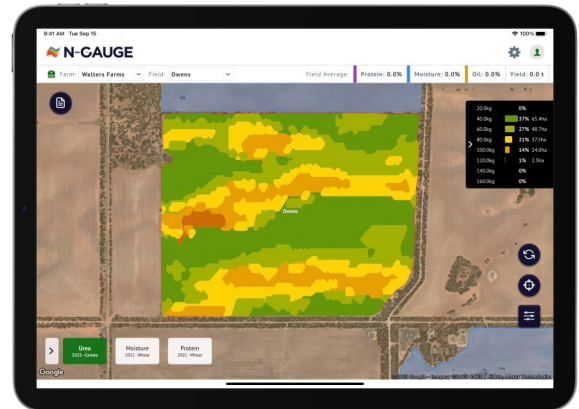 9:41 AM Tue Sep 15
100%
N-GAUGE
Farm: Walters Farms Field: Owens Field Average: Protein: 0.0% Moisture: 0.0% Oil: 0.0% Yield: 0.0 t
20.0kg 0%
40.0kg 37% 65.4ha
60.0kg 27% 48.7ha
80.0kg 21% 37.5ha
100.0kg 14% 24.0ha
120.0kg 1% 2.3ha
140.0kg 0%
160.0kg 0%
Owens
Urea
2023 - Canola
Moisture
2021 - Wheat
Protein
2021 - Wheat
Google